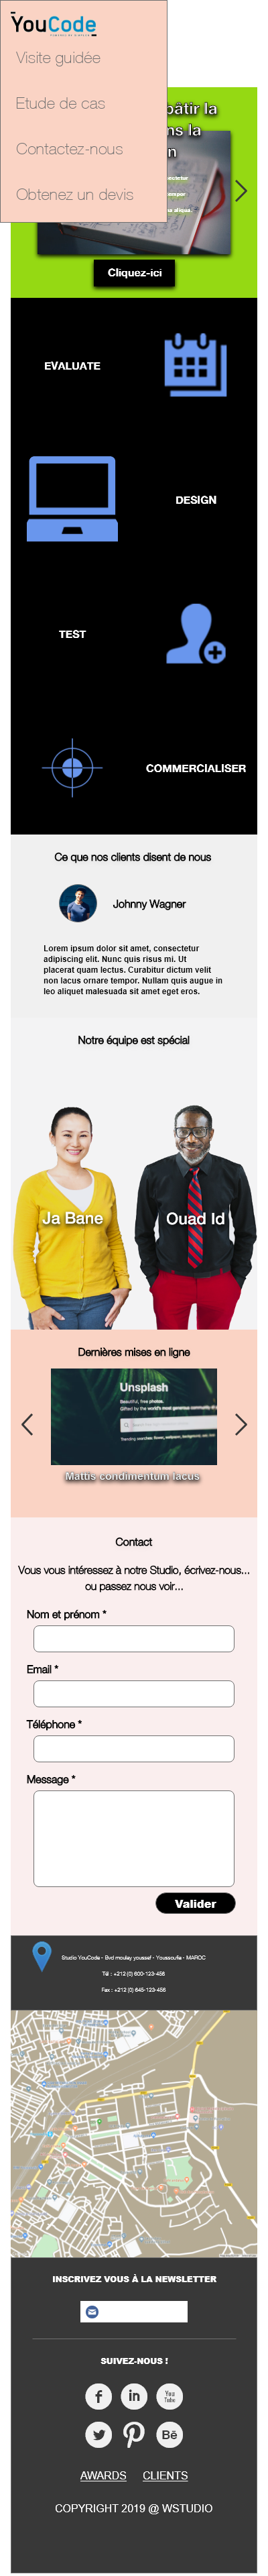 YouCode
Visite guidée
Etude de cas
Contactez-nous
Obtenez un devis
bâtir la
ns la
n
Cliquez-ici
EVALUATE
DESIGN
TEST
COMMERCIALISER
Ce que nos clients disent de nous
Johnny Wagner
Lorem ipsum dolor sit amet, consectetur
adipiscing elit. Nunc quis risus mi. Ut
placerat quam lectus. Curabitur dictum velit
non lacus ornare tempor. Nullam quis augue in
leo aliquet malesuada sit amet eget eros.
Notre équipe est spécial
Ja Bane
Ouad Id
Dernières mises en ligne
Unsplash
Beautiful, free photos.
Mattis condimentum lacus
Contact
Vous vous intéressez à notre Studio, écrivez-nous...
ou passez nous voir...
Nom et prénom *
Email *
Téléphone *
Message *
Valider
Studio YouCode - Bvd moulay youssef - Youssoufia - MAROC
Tél : +212 (0) 600-123-456
Fax : +212 (0) 645-123-456
INSCRIVEZ VOUS À LA NEWSLETTER
SUIVEZ-NOUS !
You
Tube
Bē
AWARDS CLIENTS
COPYRIGHT 2019 @ WSTUDIO